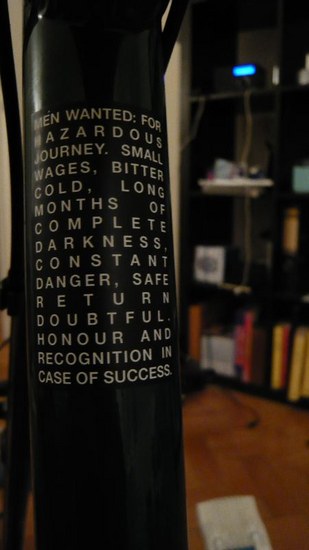 MEN WANTED: FOR
HAZARDOUS
JOURNEY. SMALL
WAGES, BITTER
COLD, LONG
MONTHS OF
COMPLETE
DARKNESS,
CONSTANT
DANGER, SAFE
RETURN
DOUBTFUL.
HONOUR AND
RECOGNITION IN
CASE OF SUCCESS.